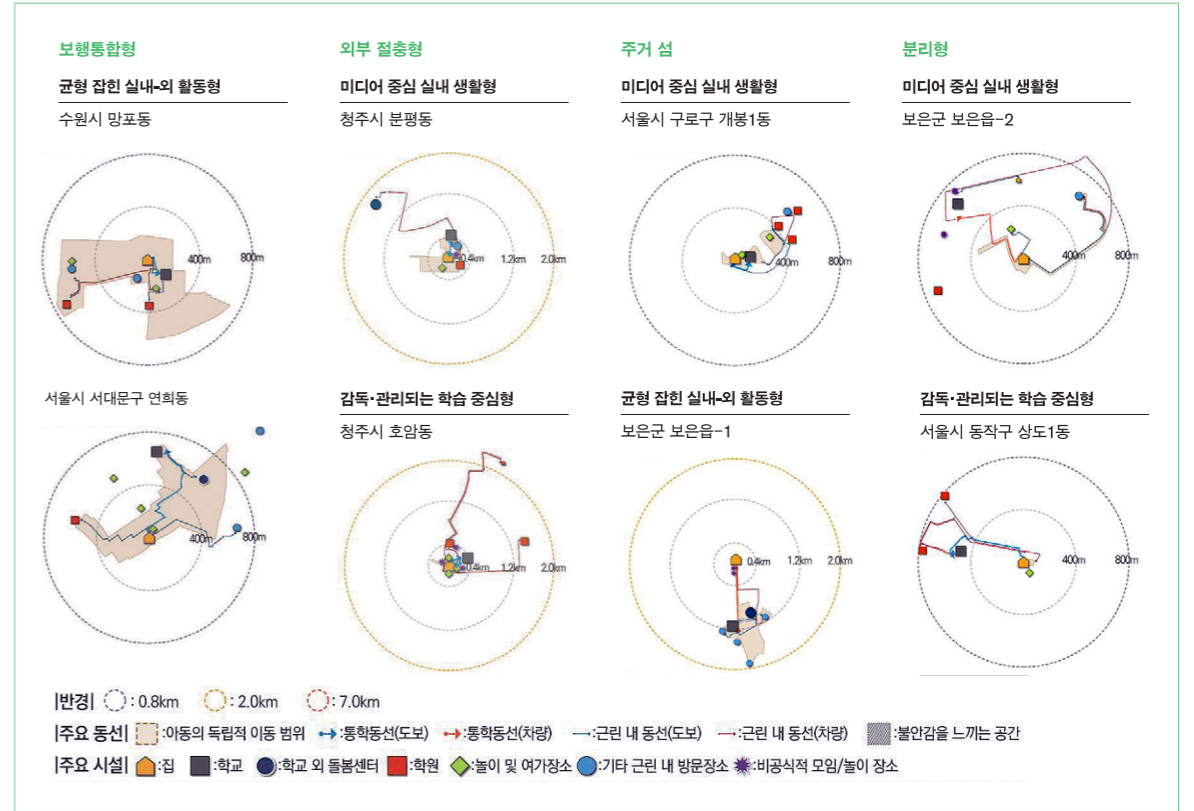 보행통합형
외부 절충형
주거 섬
분리형
균형 잡힌 실내-외 활동형
미디어 중심 실내 생활형
미디어 중심 실내 생활형
미디어 중심 실내 생활형
수원시 망포동
청주시 분평동
서울시 구로구 개봉1동
보은군 보은읍-2
400m
800m
0.4km
1.2km
2.0km
400m
800m
400m
800m
서울시 서대문구 연희동
감독·관리되는 학습 중심형
균형 잡힌 실내-외 활동형
감독·관리되는 학습 중심형
청주시 호암동
보은군 보은읍-1
서울시 동작구 상도1동
400m
800m
0.4km
1.2km
2.0km
0.4km
1.2km
2.0km
400m
800m
|반경| : 0.8km : 2.0km : 7.0km
|주요 동선| :아동의 독립적 이동 범위 :통학동선(도보) :통학동선(차량) :근린 내 동선(도보) :근린 내 동선(차량) :불안감을 느끼는 공간
|주요 시설| :집 :학교 :학교 외 돌봄센터 :학원 :놀이 및 여가장소 :기타 근린 내 방문장소 :비공식적 모임/놀이 장소